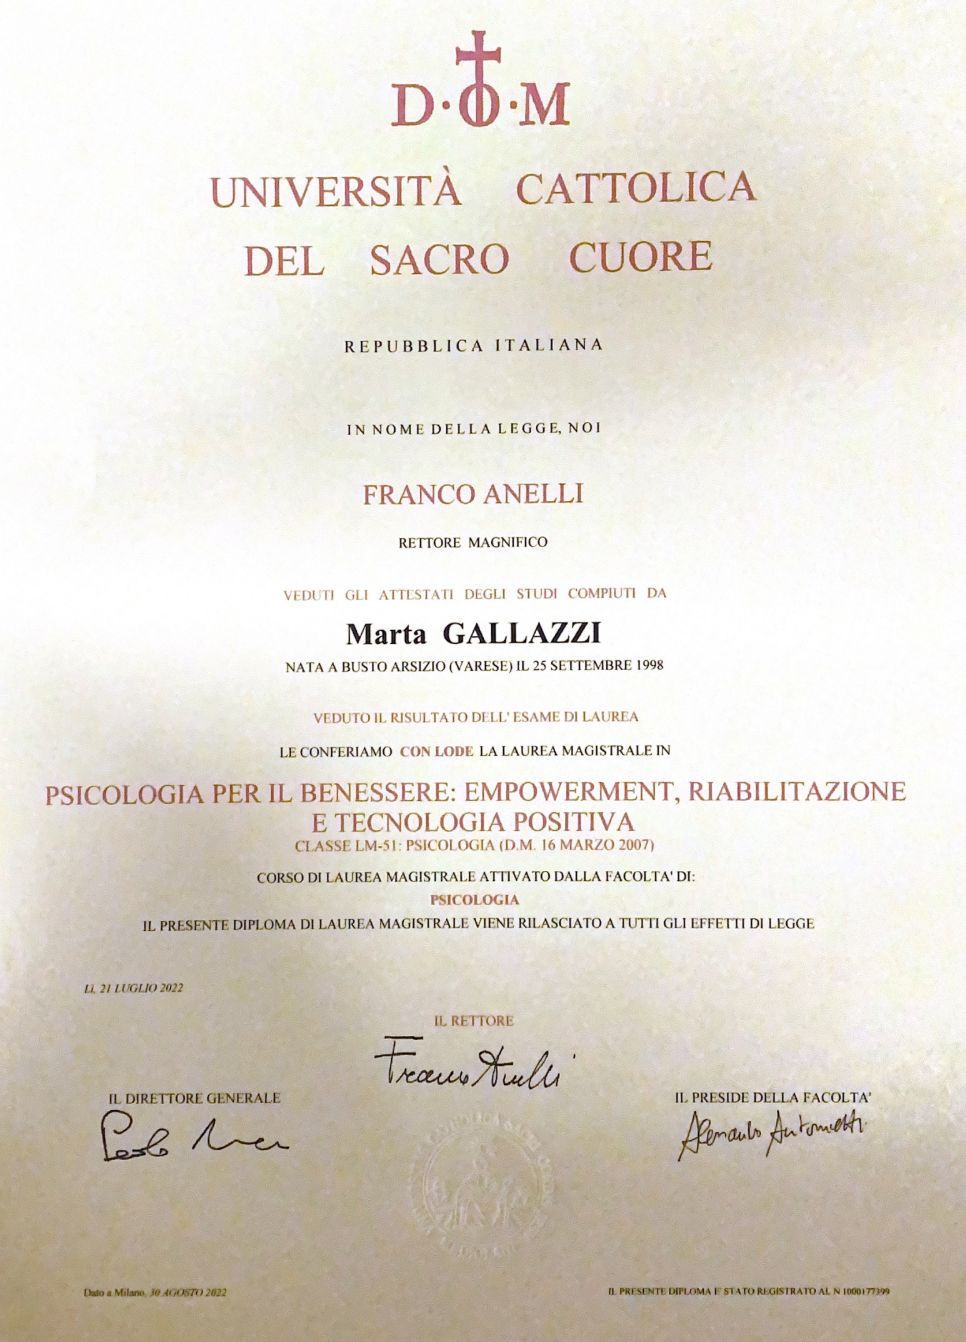 D·O·M
UNIVERSITÀ CATTOLICA
DEL SACRO CUORE
REPUBBLICA ITALIANA
IN NOME DELLA LEGGE, NOI
FRANCO ANELLI
RETTORE MAGNIFICO
VEDUTI GLI ATTESTATI DEGLI STUDI COMPIUTI DA
Marta GALLAZZI
NATA A BUSTO ARSIZIO (VARESE) IL 25 SETTEMBRE 1998
VEDUTO IL RISULTATO DELL' ESAME DI LAUREA
LE CONFERIAMO CON LODE LA LAUREA MAGISTRALE IN
PSICOLOGIA PER IL BENESSERE: EMPOWERMENT, RIABILITAZIONE
E TECNOLOGIA POSITIVA
CLASSE LM-51: PSICOLOGIA (D.M. 16 MARZO 2007)
CORSO DI LAUREA MAGISTRALE ATTIVATO DALLA FACOLTA' DI:
PSICOLOGIA
IL PRESENTE DIPLOMA DI LAUREA MAGISTRALE VIENE RILASCIATO A TUTTI GLI EFFETTI DI LEGGE
Lì, 21 LUGLIO 2022
IL RETTORE
Franco Anelli
IL DIRETTORE GENERALE
IL PRESIDE DELLA FACOLTA'
Paolo
Alessandro Antonietti
Dato a Milano, 30 AGOSTO 2022
IL PRESENTE DIPLOMA E' STATO REGISTRATO AL N 1000177399